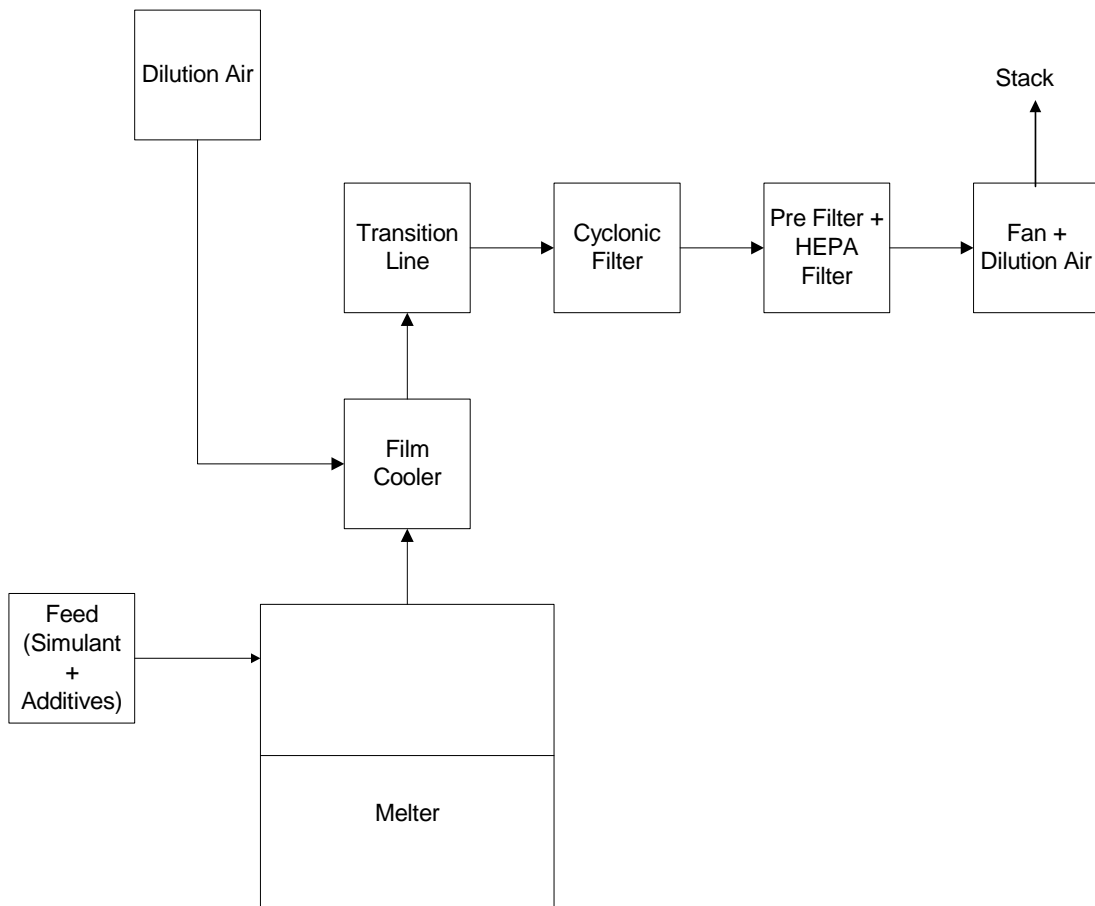 Dilution Air
Stack
Transition
Line
Cyclonic
Filter
Pre Filter +
HEPA
Filter
Fan +
Dilution Air
Film
Cooler
Feed
(Simulant
+
Additives)
Melter